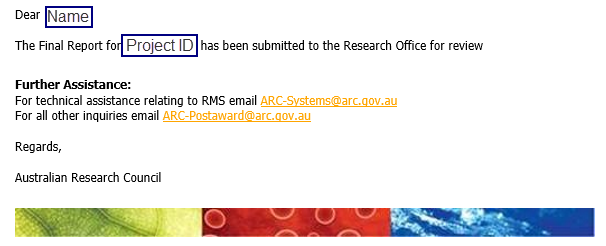 Dear Name
The Final Report for Project ID has been submitted to the Research Office for review
Further Assistance:
For technical assistance relating to RMS email ARC-Systems@arc.gov.au
For all other inquiries email ARC-Postaward@arc.gov.au
Regards,
Australian Research Council